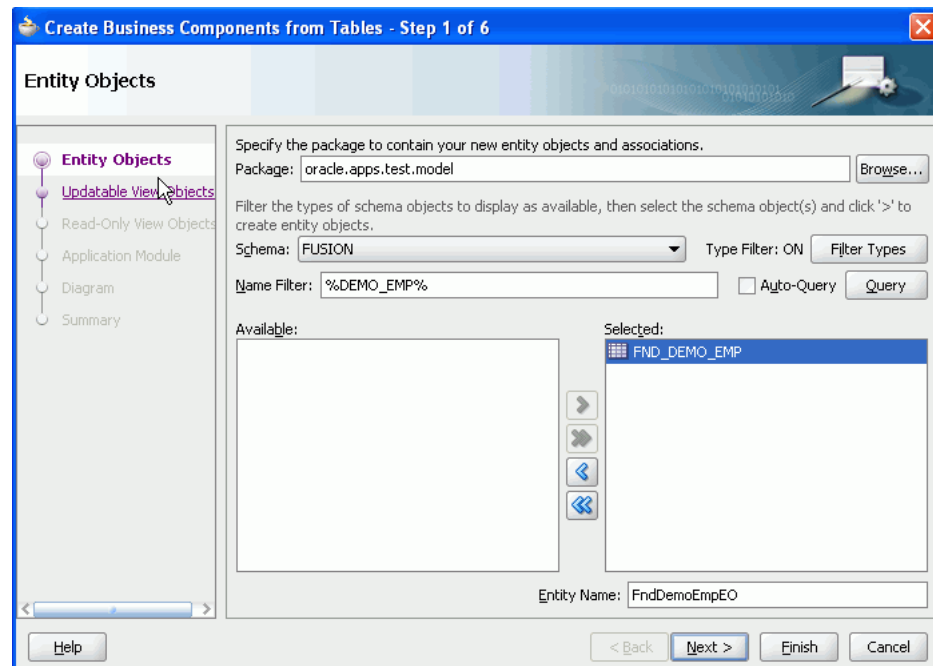 Create Business Components from Tables - Step 1 of 6
Entity Objects
Entity Objects
Updatable View Objects
Read-Only View Objects
Application Module
Diagram
Summary
Specify the package to contain your new entity objects and associations.
Package: oracle.apps.test.model Browse...
Filter the types of schema objects to display as available, then select the schema object(s) and click '>' to
create entity objects.
Schema: FUSION Type Filter: ON Filter Types
Name Filter: %DEMO_EMP% Auto-Query Query
Available: Selected:
FND_DEMO_EMP
Entity Name: FndDemoEmpEO
Help < Back Next > Finish Cancel